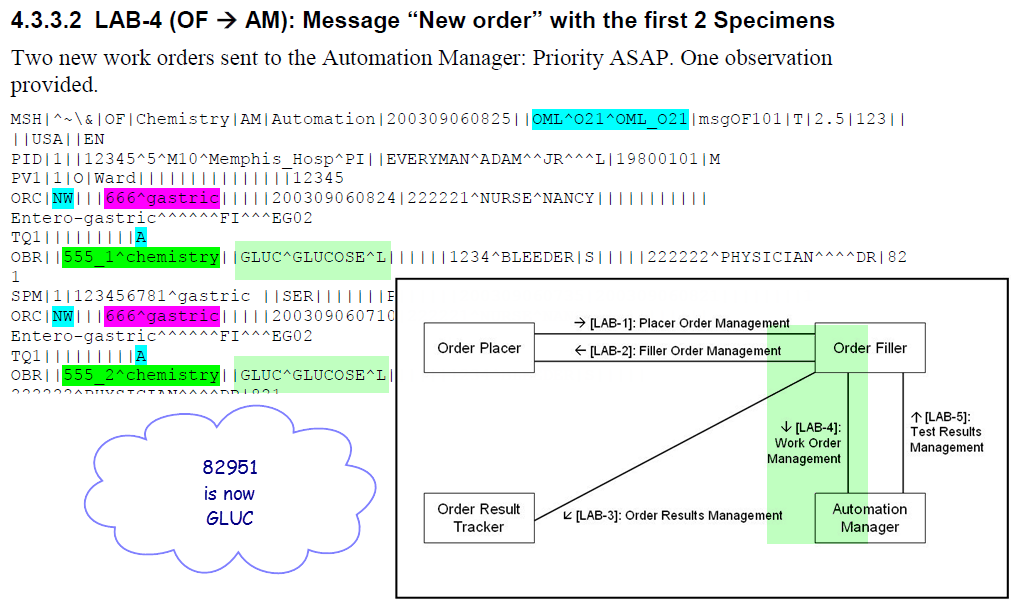 4.3.3.2 LAB-4 (OF → AM): Message “New order” with the first 2 Specimens
Two new work orders sent to the Automation Manager: Priority ASAP. One observation
provided.
MSH|^~\&|OF|Chemistry|AM|Automation|200309060825||OML^O21^OML_O21|msgOF101|T|2.5|123||
||USA||EN
PID|1||12345^5^M10^Memphis_Hosp^PI||EVERYMAN^ADAM^^JR^^^L|19800101|M
PV1|1|O|Ward|||||||||||||||12345
ORC|NW|||666^gastric|||||200309060824|222221^NURSE^NANCY|||||||||||
Entero-gastric^^^^^^FI^^^EG02
TQ1|||||||||A
OBR||555_1^chemistry||GLUC^GLUCOSE^L||||||1234^BLEEDER|S|||||222222^PHYSICIAN^^^^DR|82
1
SPM|1|123456781^gastric ||SER|||||||P
ORC|NW|||666^gastric|||||200309060710
Entero-gastric^^^^^^FI^^^EG02
TQ1|||||||||A
OBR||555_2^chemistry||GLUC^GLUCOSE^L|
82951
is now
GLUC
Order Placer
→ [LAB-1]: Placer Order Management
← [LAB-2]: Filler Order Management
Order Filler
↓ [LAB-4]:
Work Order
Management
↑ [LAB-5]:
Test Results
Management
Order Result
Tracker
↙ [LAB-3]: Order Results Management
Automation
Manager